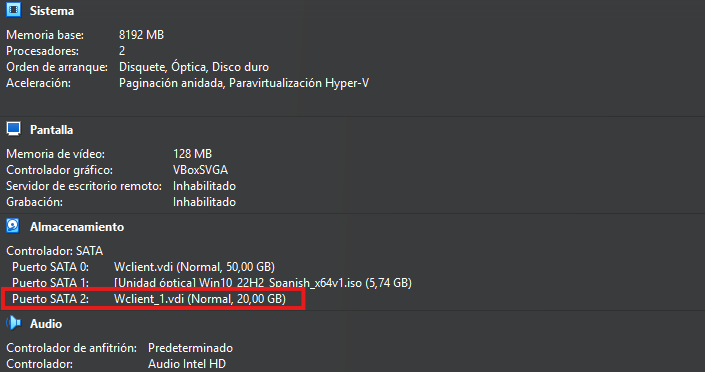 Sistema
Memoria base: 8192 MB
Procesadores: 2
Orden de arranque: Disquete, Óptica, Disco duro
Aceleración: Paginación anidada, Paravirtualización Hyper-V
Pantalla
Memoria de vídeo: 128 MB
Controlador gráfico: VBoxSVGA
Servidor de escritorio remoto: Inhabilitado
Grabación: Inhabilitado
Almacenamiento
Controlador: SATA
Puerto SATA 0: Wclient.vdi (Normal, 50,00 GB)
Puerto SATA 1: [Unidad óptica] Win10_22H2_Spanish_x64v1.iso (5,74 GB)
Puerto SATA 2: Wclient_1.vdi (Normal, 20,00 GB)
Audio
Controlador de anfitrión: Predeterminado
Controlador: Audio Intel HD